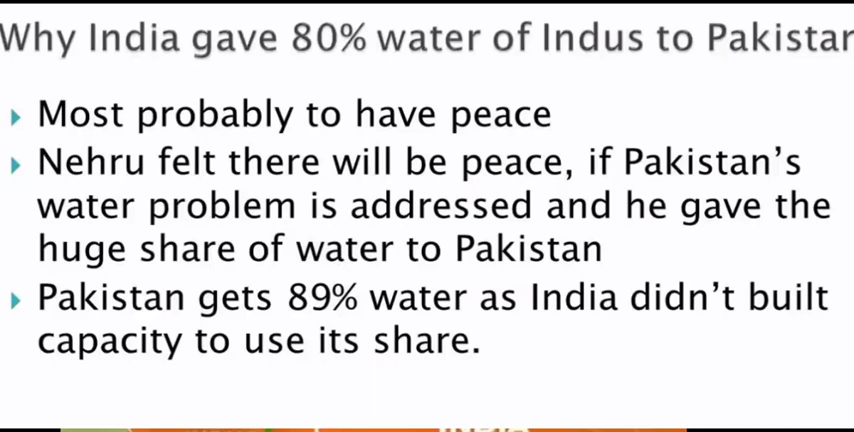 Why India gave 80% water of Indus to Pakistan
Most probably to have peace
Nehru felt there will be peace, if Pakistan's
water problem is addressed and he gave the
huge share of water to Pakistan
Pakistan gets 89% water as India didn't built
capacity to use its share.